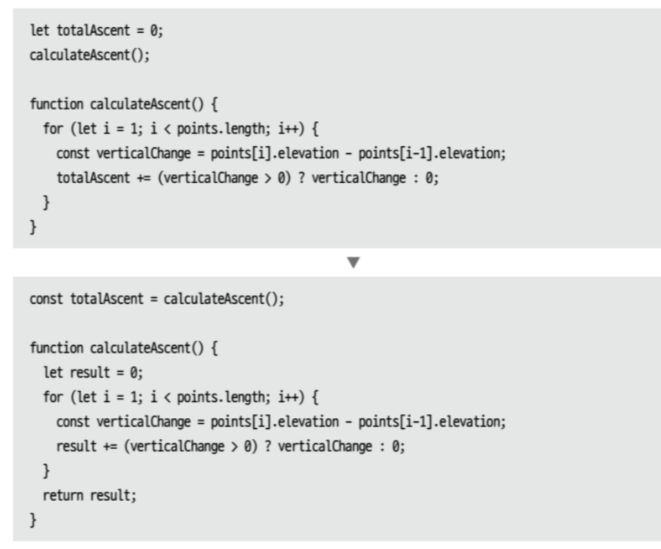 let totalAscent = 0;
calculateAscent();

function calculateAscent() {
  for (let i = 1; i < points.length; i++) {
    const verticalChange = points[i].elevation - points[i-1].elevation;
    totalAscent += (verticalChange > 0) ? verticalChange : 0;
  }
}

const totalAscent = calculateAscent();

function calculateAscent() {
  let result = 0;
  for (let i = 1; i < points.length; i++) {
    const verticalChange = points[i].elevation - points[i-1].elevation;
    result += (verticalChange > 0) ? verticalChange : 0;
  }
  return result;
}